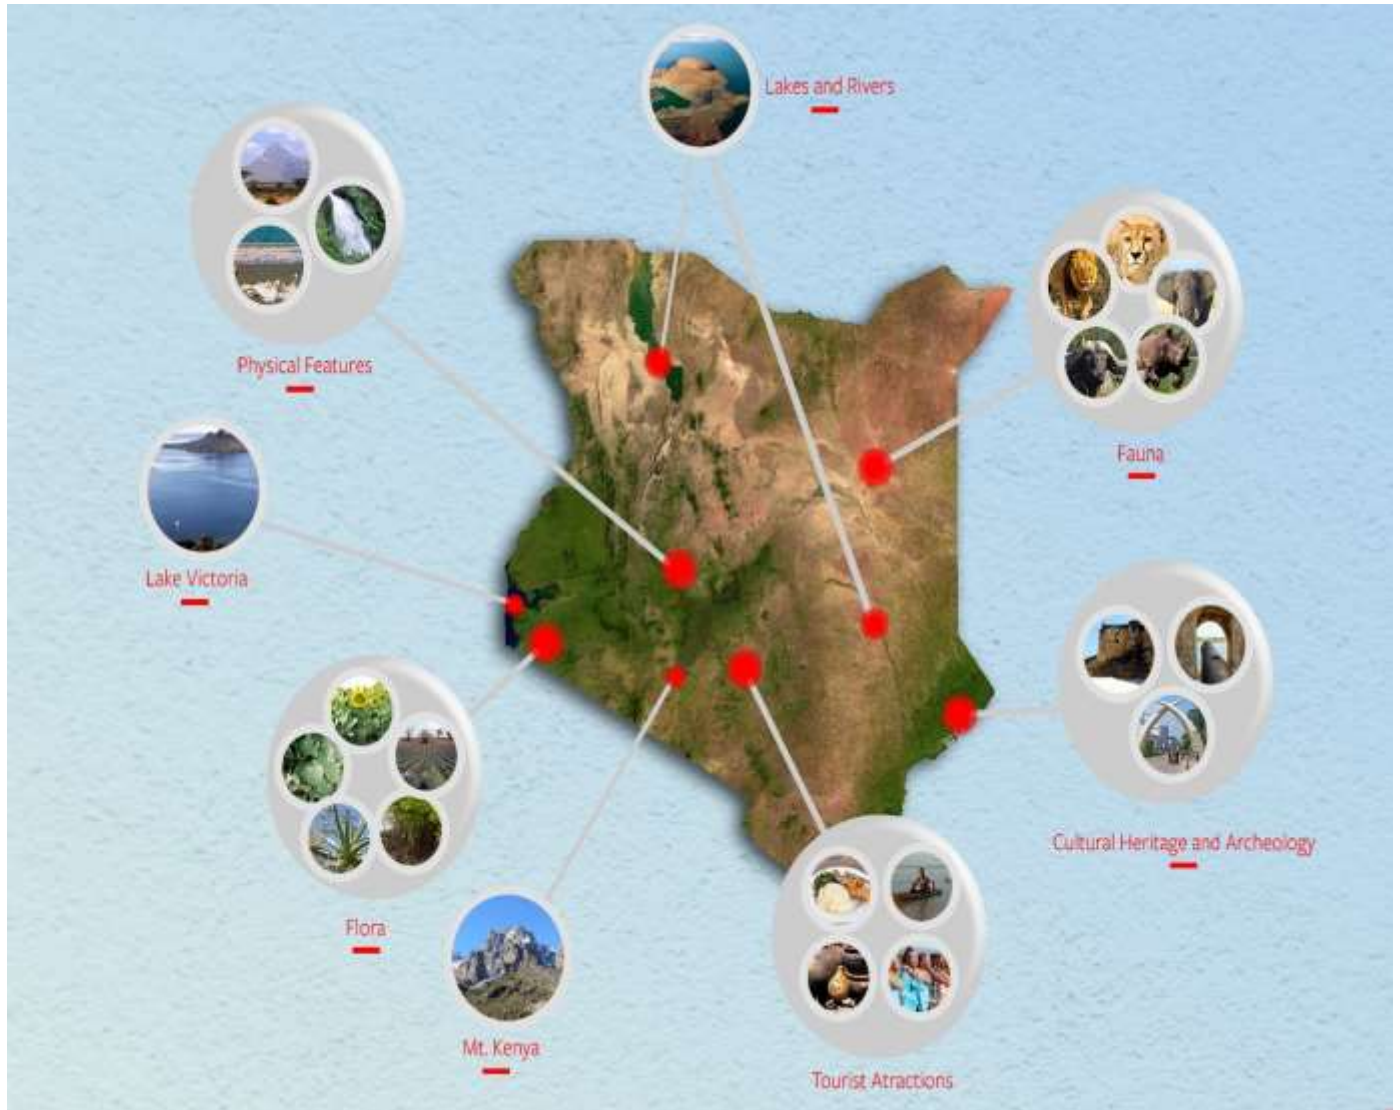 Lakes and Rivers
Physical Features
Fauna
Lake Victoria
Cultural Heritage and Archeology
Flora
Mt. Kenya
Tourist Atractions